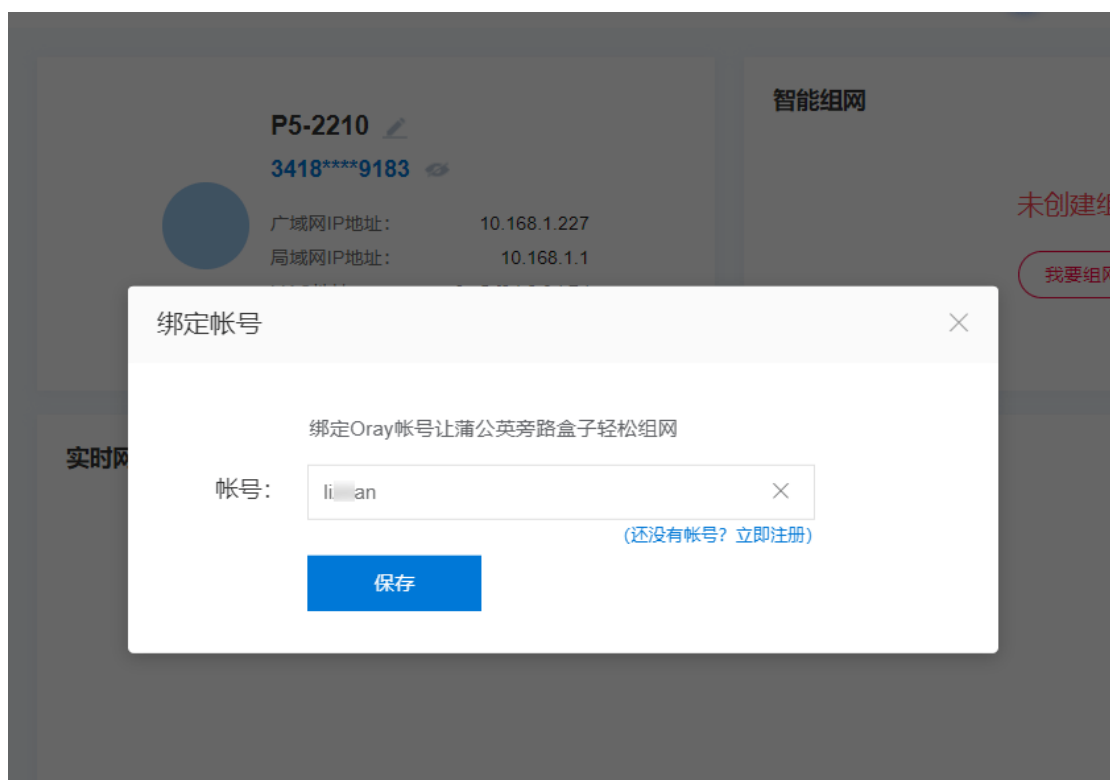 智能组网
P5-2210
3418****9183
广域网IP地址： 10.168.1.227
局域网IP地址： 10.168.1.1
未创建组
我要组网
绑定帐号
绑定Oray帐号让蒲公英旁路盒子轻松组网
实时网
帐号：
li
an
(还没有帐号？立即注册)
保存